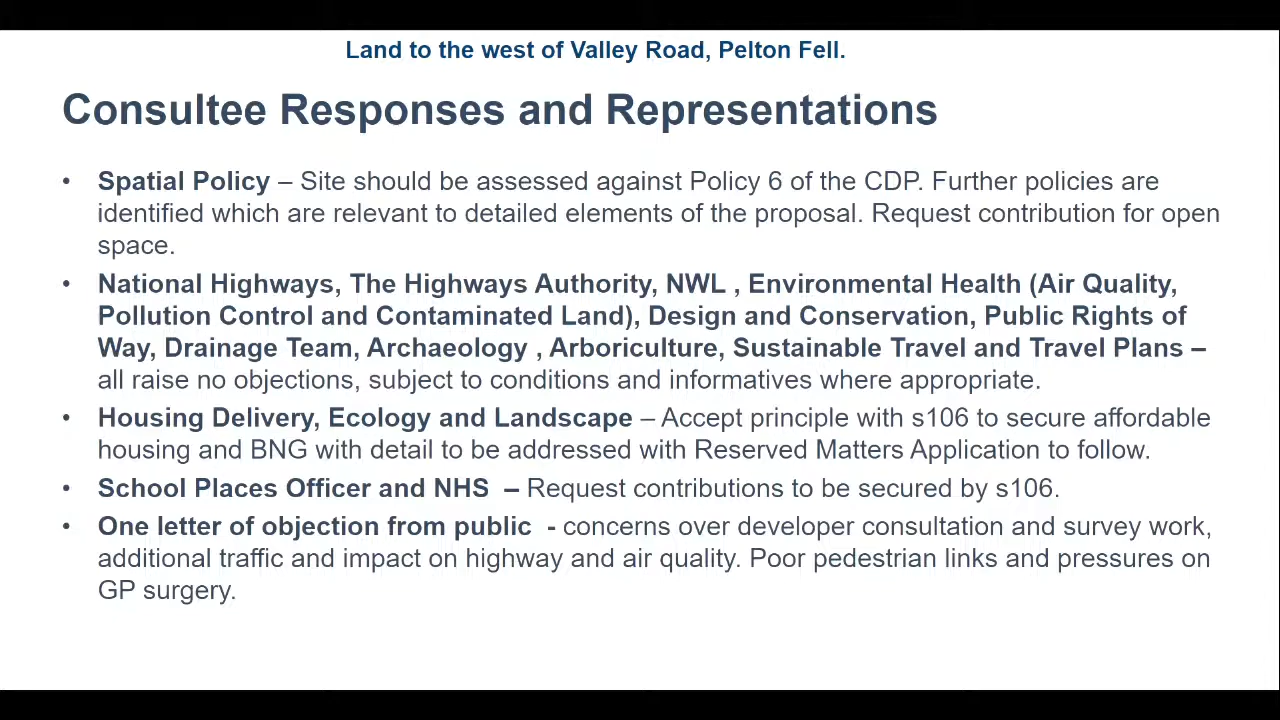 Land to the west of Valley Road, Pelton Fell.
Consultee Responses and Representations
• Spatial Policy – Site should be assessed against Policy 6 of the CDP. Further policies are
identified which are relevant to detailed elements of the proposal. Request contribution for open
space.
• National Highways, The Highways Authority, NWL , Environmental Health (Air Quality,
Pollution Control and Contaminated Land), Design and Conservation, Public Rights of
Way, Drainage Team, Archaeology , Arboriculture, Sustainable Travel and Travel Plans –
all raise no objections, subject to conditions and informatives where appropriate.
• Housing Delivery, Ecology and Landscape – Accept principle with s106 to secure affordable
housing and BNG with detail to be addressed with Reserved Matters Application to follow.
• School Places Officer and NHS – Request contributions to be secured by s106.
• One letter of objection from public - concerns over developer consultation and survey work,
additional traffic and impact on highway and air quality. Poor pedestrian links and pressures on
GP surgery.